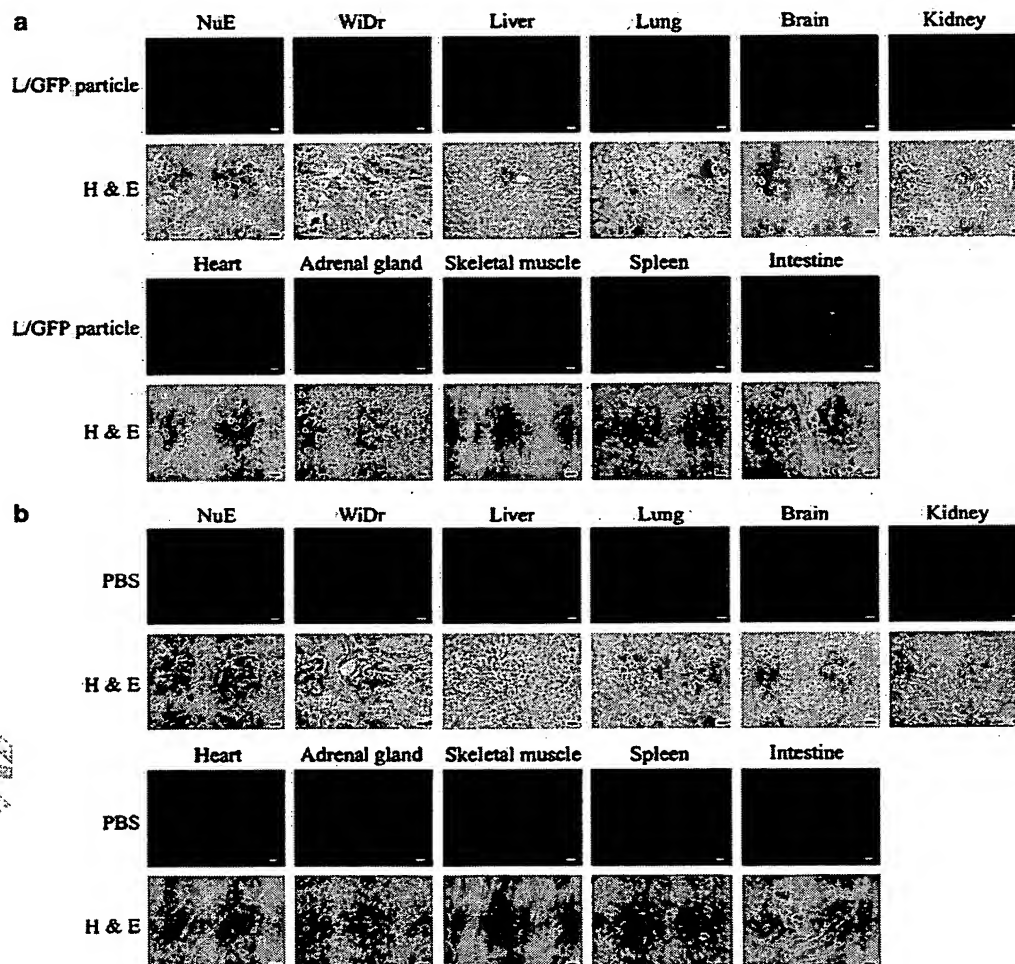 a
NuE WiDr Liver Lung Brain Kidney
L/GFP particle
H & E
Heart Adrenal gland Skeletal muscle Spleen Intestine
L/GFP particle
H & E
b
NuE WiDr Liver Lung Brain Kidney
PBS
H & E
Heart Adrenal gland Skeletal muscle Spleen Intestine
PBS
H & E